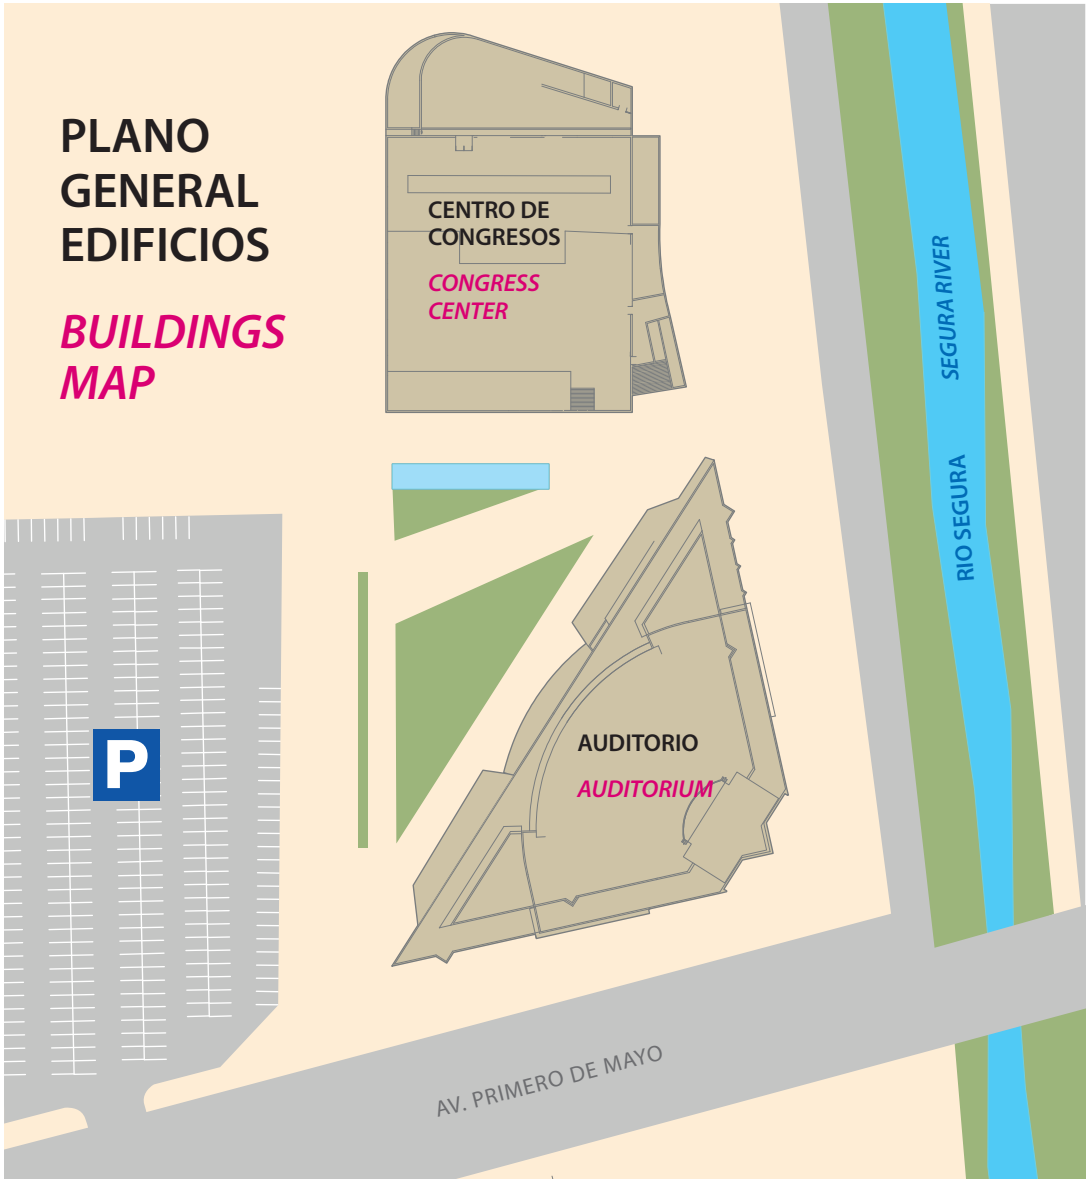 PLANO
GENERAL
EDIFICIOS
BUILDINGS
MAP
CENTRO DE
CONGRESOS
CONGRESS
CENTER
SEGURA RIVER
RIO SEGURA
AUDITORIO
AUDITORIUM
P
AV. PRIMERO DE MAYO